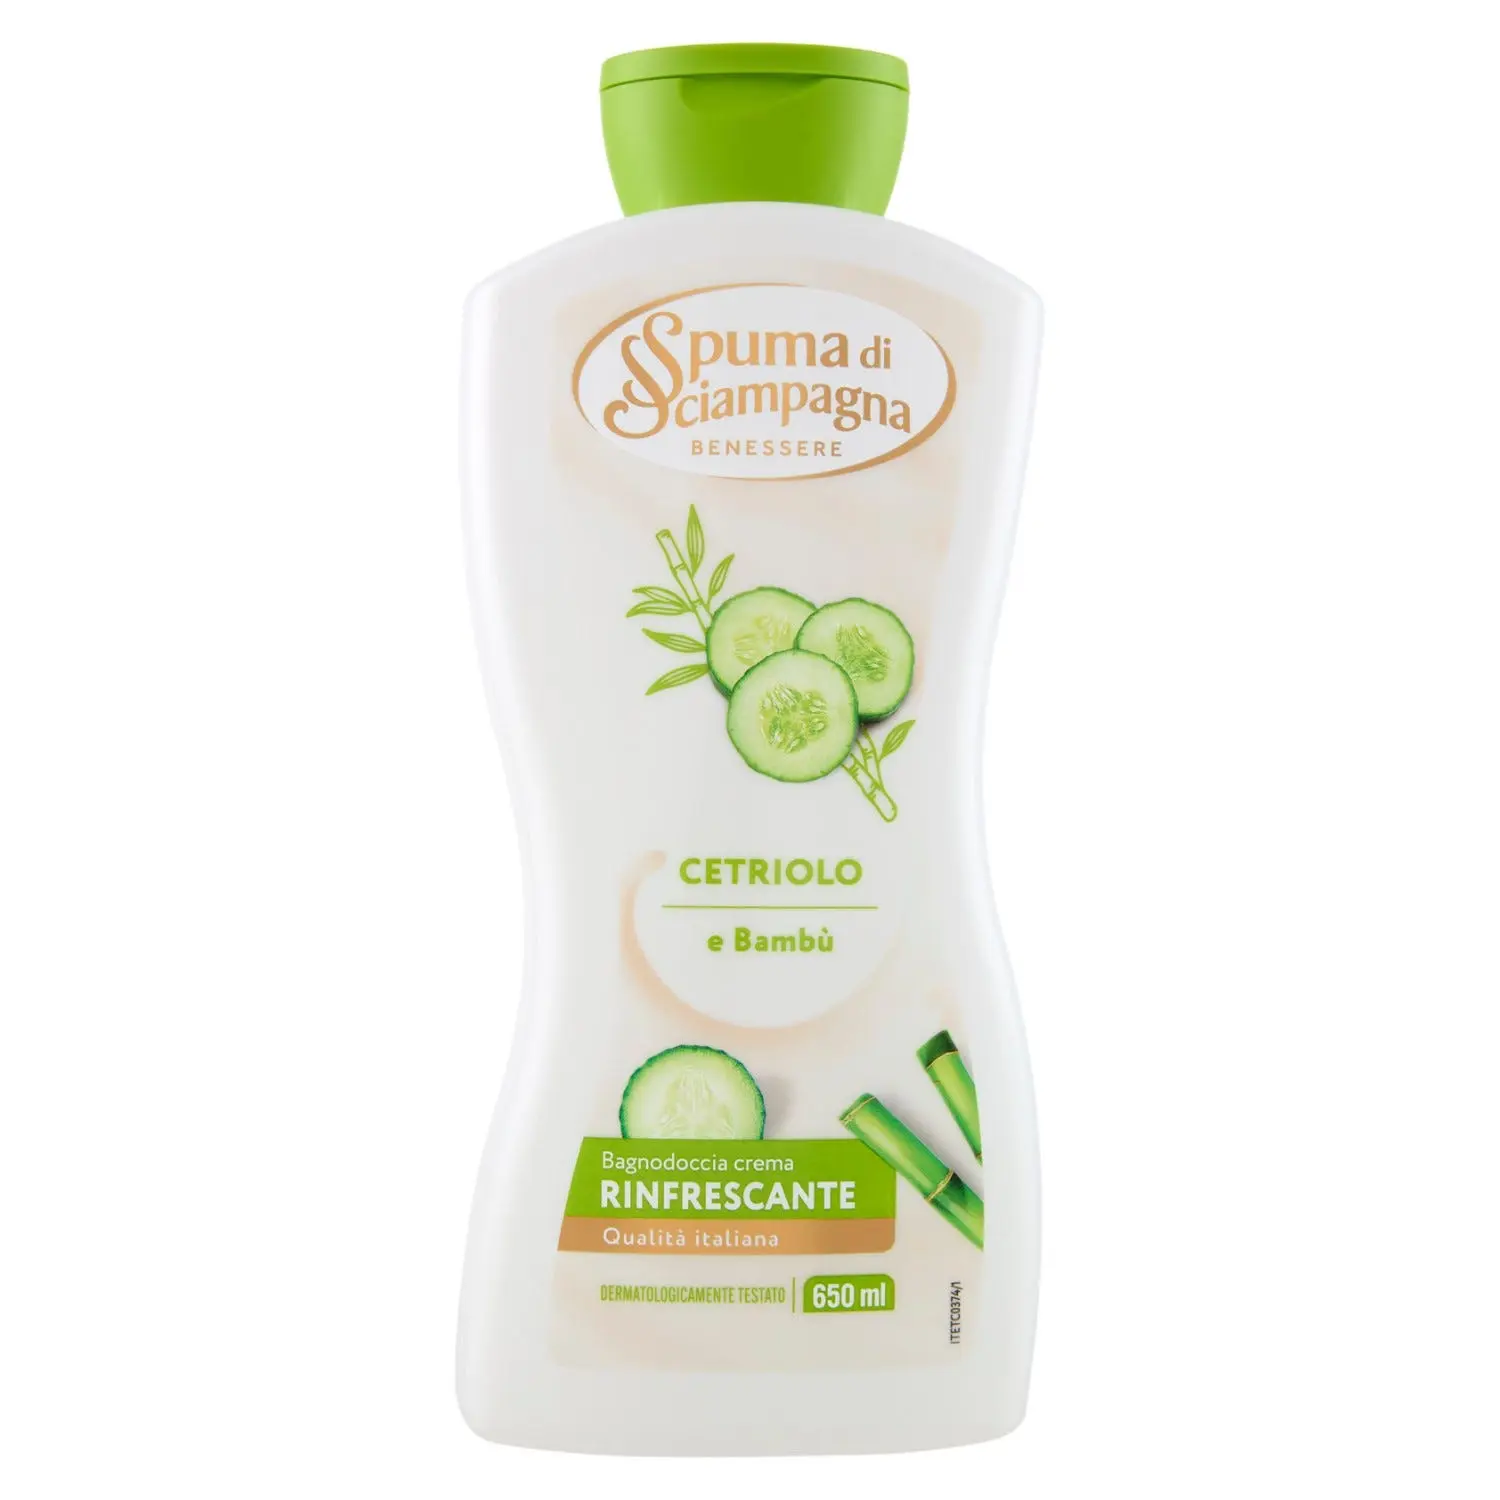 Spuma di
Sciampagna
BENESSERE
CETRIOLO
e Bambù
Bagnodoccia crema
RINFRESCANTE
Qualità italiana
DERMATOLOGICAMENTE TESTATO
650 ml
ITETC0374/1